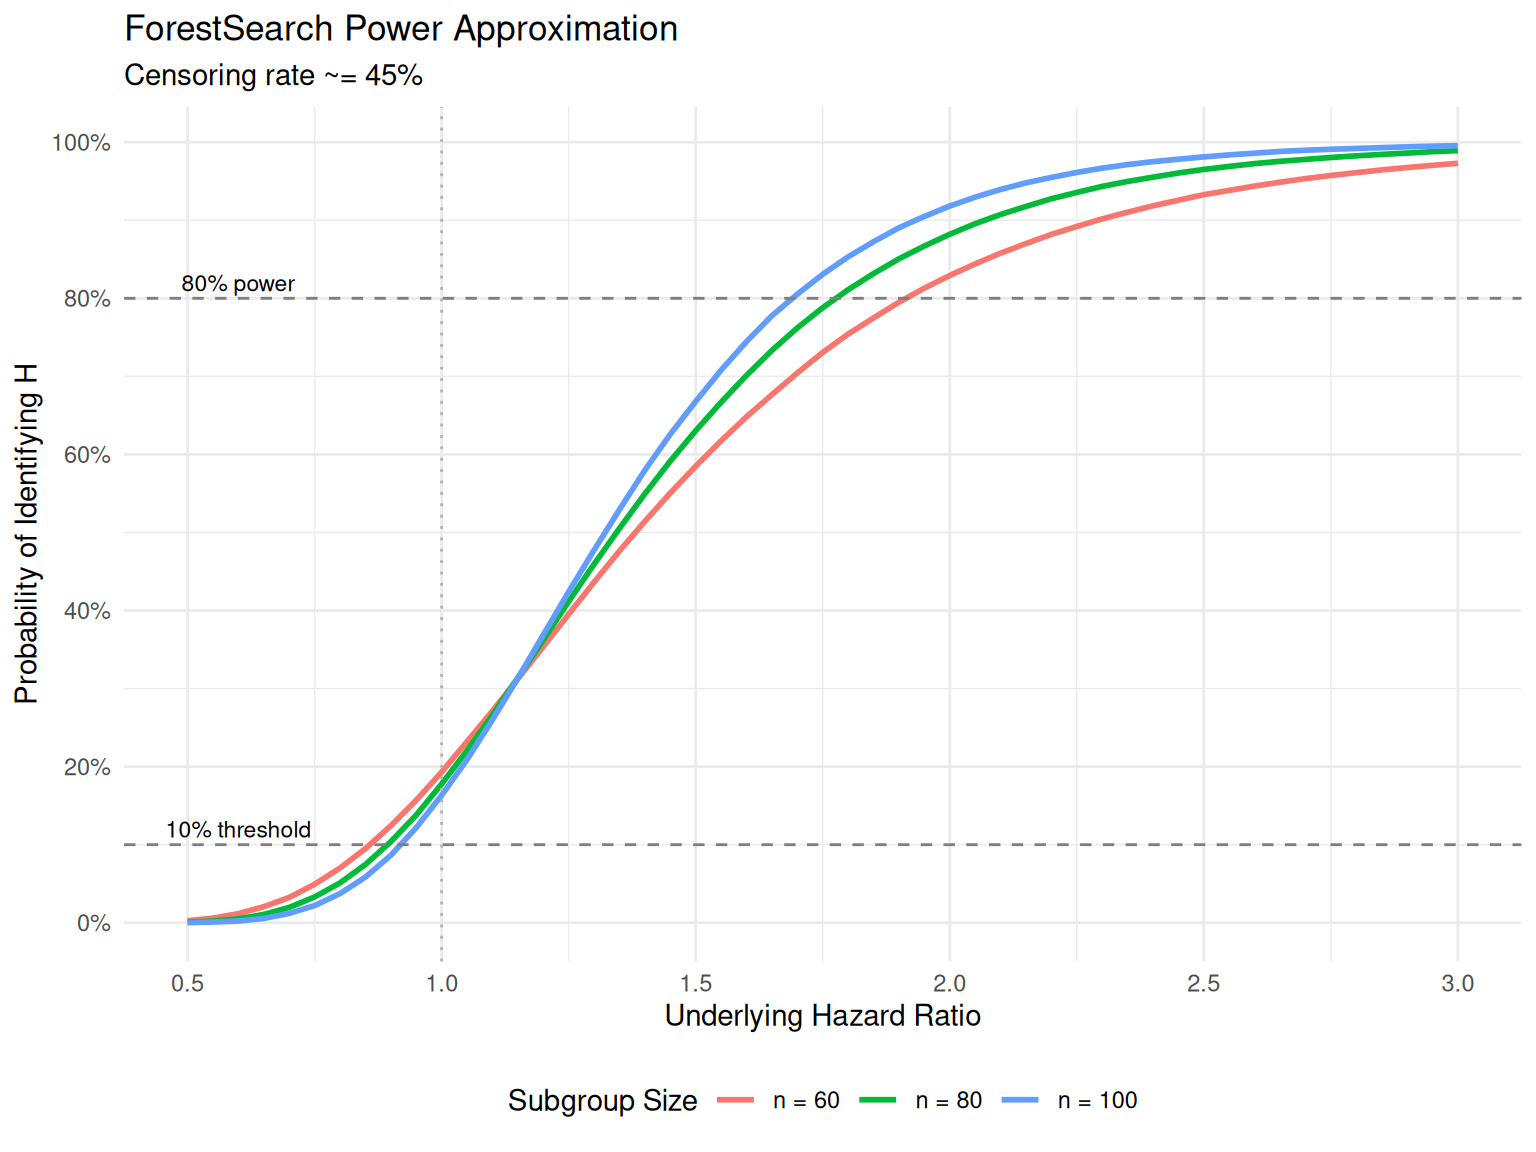 ForestSearch Power Approximation
Censoring rate ~= 45%
100%
80%
60%
40%
20%
0%
80% power
10% threshold
Probability of Identifying H
0.5 1.0 1.5 2.0 2.5 3.0
Underlying Hazard Ratio
Subgroup Size n = 60 n = 80 n = 100